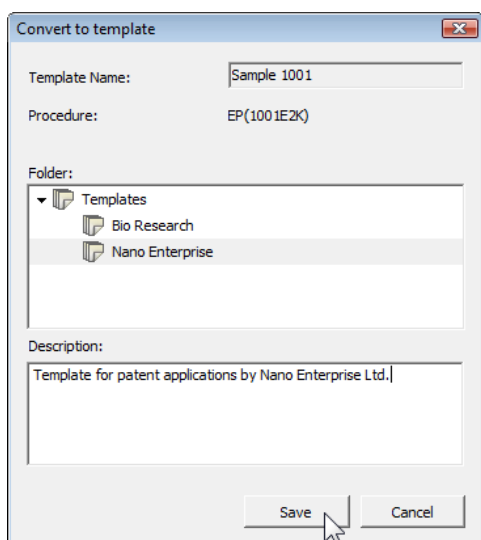 Convert to template
Template Name: Sample 1001
Procedure: EP(1001E2K)
Folder:
Templates
Bio Research
Nano Enterprise
Description:
Template for patent applications by Nano Enterprise Ltd.
Save Cancel